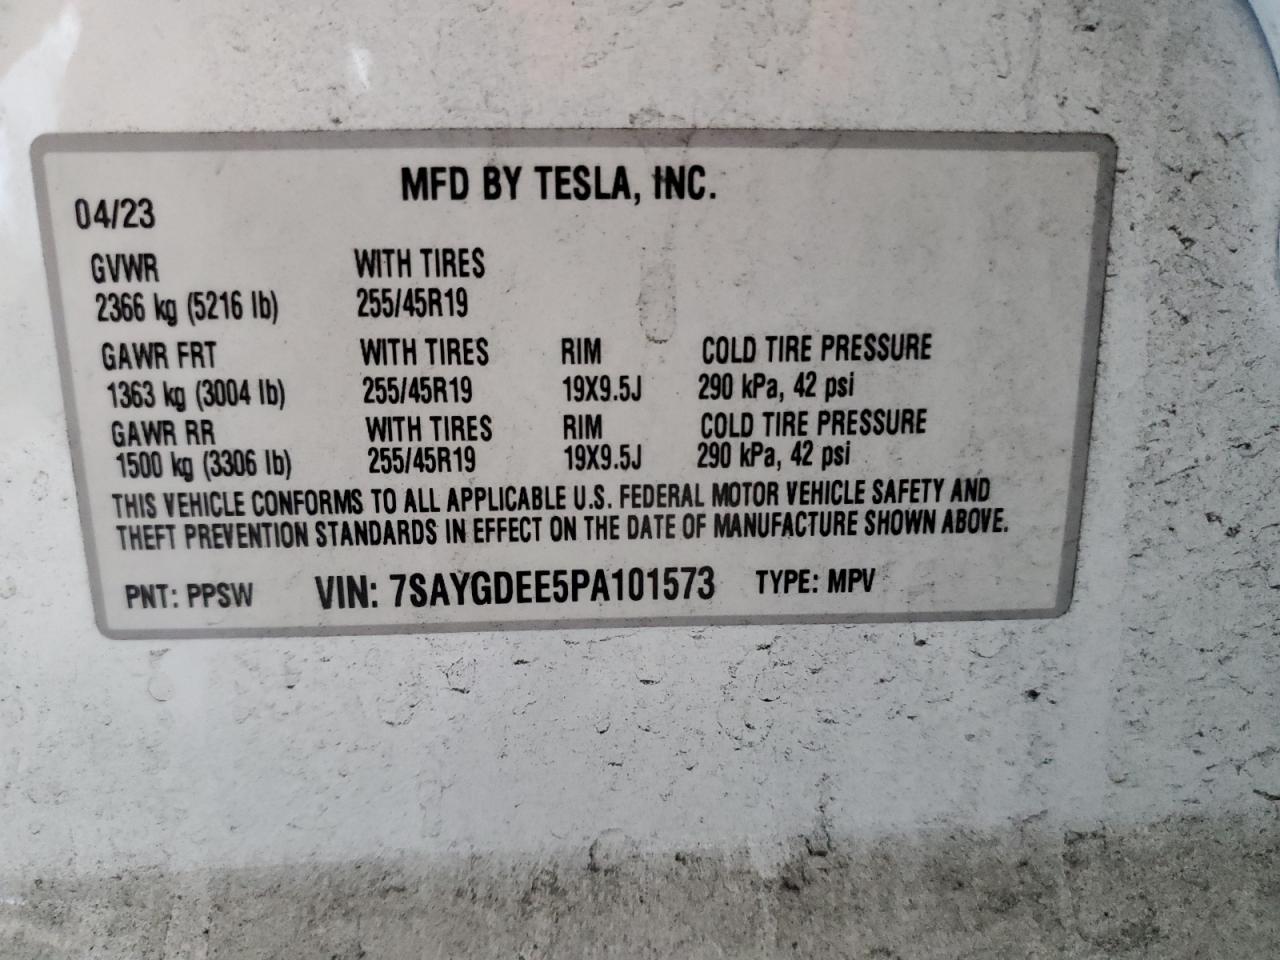 MFD BY TESLA, INC.
04/23
GVWR WITH TIRES
2366 kg (5216 lb) 255/45R19
GAWR FRT WITH TIRES RIM COLD TIRE PRESSURE
1363 kg (3004 lb) 255/45R19 19X9.5J 290 kPa, 42 psi
GAWR RR WITH TIRES RIM COLD TIRE PRESSURE
1500 kg (3306 lb) 255/45R19 19X9.5J 290 kPa, 42 psi
THIS VEHICLE CONFORMS TO ALL APPLICABLE U.S. FEDERAL MOTOR VEHICLE SAFETY AND
THEFT PREVENTION STANDARDS IN EFFECT ON THE DATE OF MANUFACTURE SHOWN ABOVE.
PNT: PPSW VIN: 7SAYGDEE5PA101573 TYPE: MPV